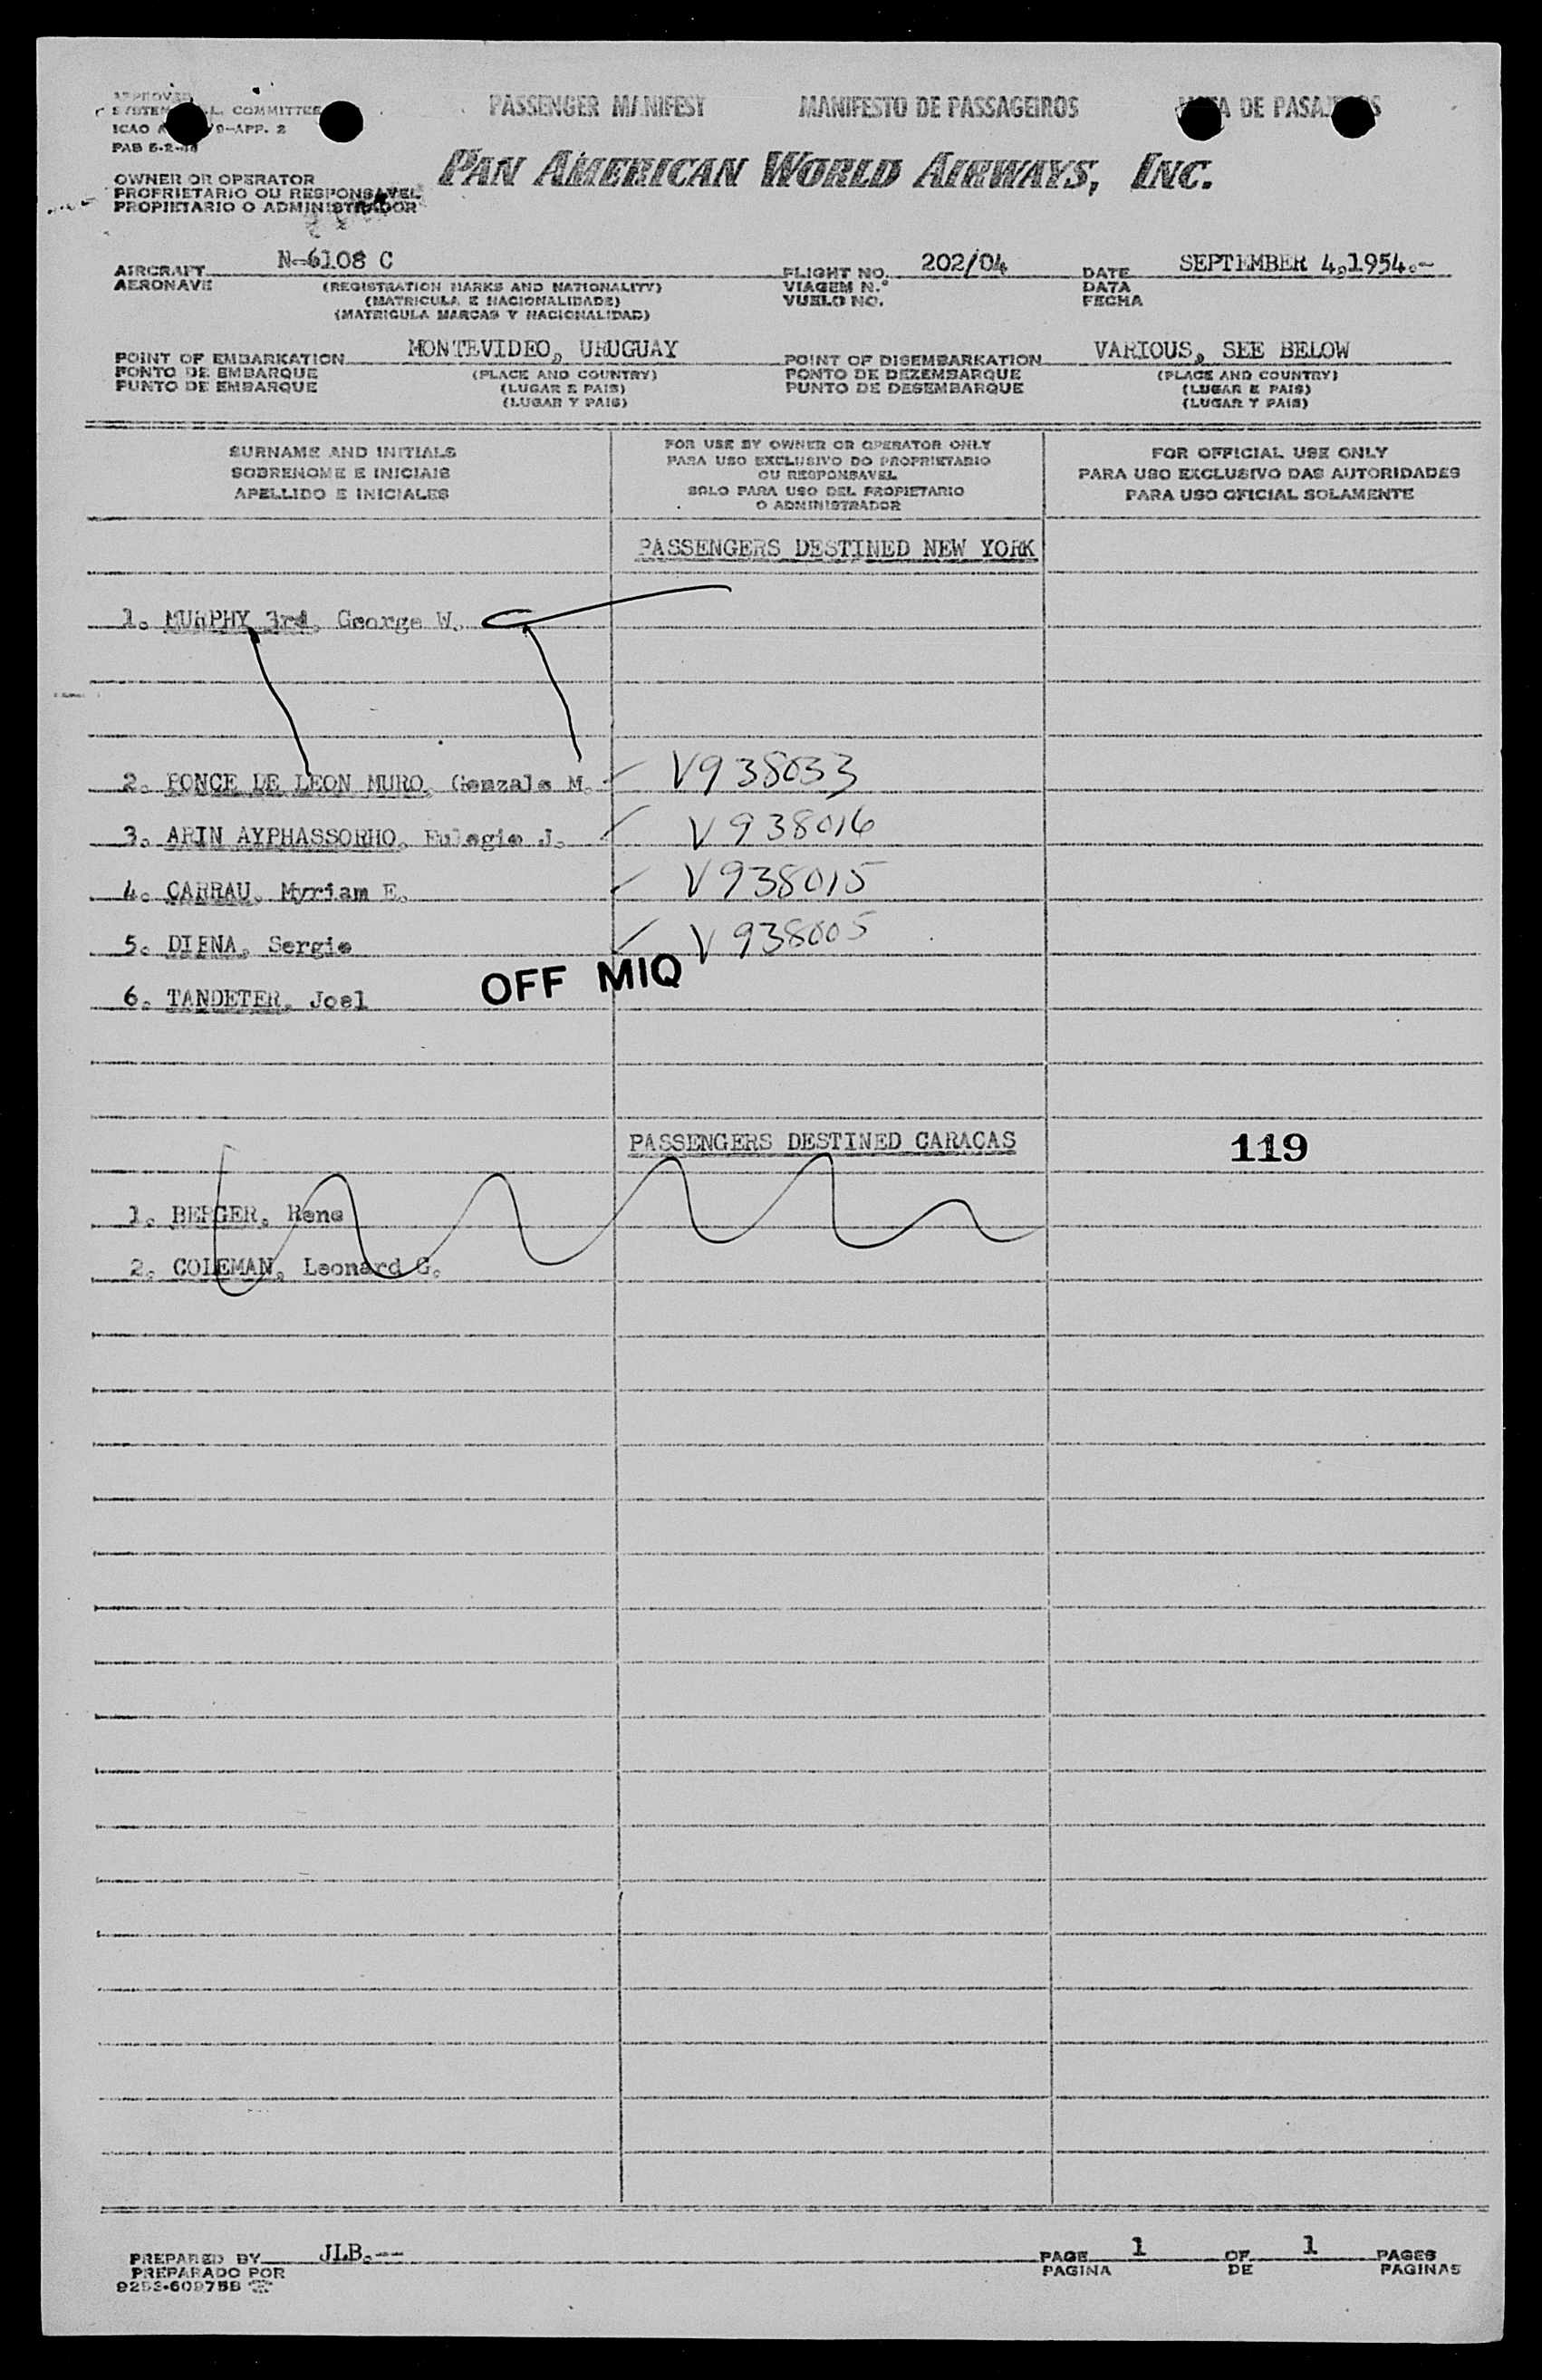 PASSENGER MANIFEST MANIFESTO DE PASSAGEIROS DE
APPROVED
COMMITTEE
ICAO 9-APP. 2
PAB
OWNER OR OPERATOR
PROPRIETARIO OU RESPONSAVEL
PROPIETARIO O ADMINISTRADOR
PAN AMERICAN WORLD AIRWAYS, INC.
AIRCRAFT N-6108 C FLIGHT NO. 202/04 DATE SEPTEMBER 4,1954.-
AERONAVE (REGISTRATION MARKS AND NATIONALITY) VIAGEM N.º DATA
(MATRICULA E NACIONALIDADE) VUELO NO. FECHA
(MATRICULA MARCAS Y NACIONALIDAD)
POINT OF EMBARKATION MONTEVIDEO, URUGUAY POINT OF DISEMBARKATION VARIOUS, SEE BELOW
PONTO DE EMBARQUE (PLACE AND COUNTRY) PONTO DE DEZEMBARQUE (PLACE AND COUNTRY)
PUNTO DE EMBARQUE (LUGAR E PAIS) PUNTO DE DESEMBARQUE (LUGAR E PAIS)
(LUGAR Y PAIS) (LUGAR Y PAIS)
SURNAME AND INITIALS
SOBRENOME E INICIAIS
APELLIDO E INICIALES
FOR USE BY OWNER OR OPERATOR ONLY
PARA USO EXCLUSIVO DO PROPRIETARIO
OU RESPONSAVEL
SOLO PARA USO DEL PROPIETARIO
O ADMINISTRADOR
FOR OFFICIAL USE ONLY
PARA USO EXCLUSIVO DAS AUTORIDADES
PARA USO OFICIAL SOLAMENTE
PASSENGERS DESTINED NEW YORK
1. MURPHY 3rd, George W.
2. PONCE DE LEON MURO, Gonzalo M. V938033
3. ARIN AYPHASSORHO, Eulogio J. V938016
4. CARRAU, Myriam E. V938015
5. DIENA, Sergio V938005
6. TANDETER, Joel OFF MIQ
PASSENGERS DESTINED CARACAS 119
1. BERGER, Rene
2. COLEMAN, Leonard G.
PREPARED BY JLB.-- PAGE 1 OF 1 PAGES
PREPARADO POR PAGINA DE PAGINAS